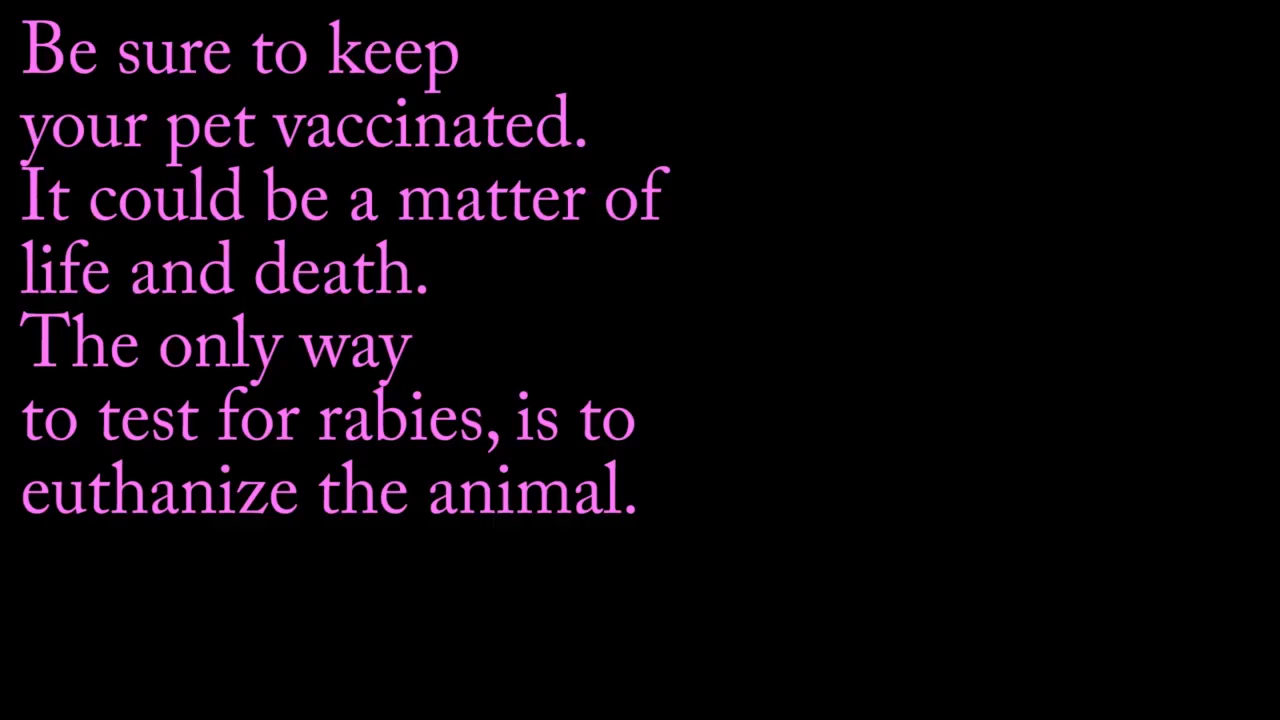 Be sure to keep
your pet vaccinated.
It could be a matter of
life and death.
The only way
to test for rabies, is to
euthanize the animal.